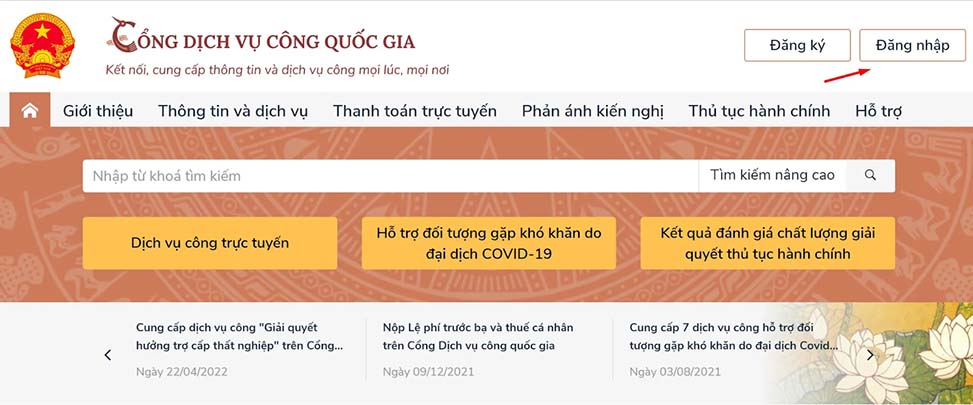 CỔNG DỊCH VỤ CÔNG QUỐC GIA
Kết nối, cung cấp thông tin và dịch vụ công mọi lúc, mọi nơi
Đăng ký
Đăng nhập
Giới thiệu
Thông tin và dịch vụ
Thanh toán trực tuyến
Phản ánh kiến nghị
Thủ tục hành chính
Hỗ trợ
Nhập từ khoá tìm kiếm
Tìm kiếm nâng cao
Dịch vụ công trực tuyến
Hỗ trợ đối tượng gặp khó khăn do
đại dịch COVID-19
Kết quả đánh giá chất lượng giải
quyết thủ tục hành chính
Cung cấp dịch vụ công "Giải quyết
hưởng trợ cấp thất nghiệp" trên Cổng...
Ngày 22/04/2022
Nộp Lệ phí trước bạ và thuế cá nhân
trên Cổng Dịch vụ công quốc gia
Ngày 09/12/2021
Cung cấp 7 dịch vụ công hỗ trợ đối
tượng gặp khó khăn do đại dịch Covid...
Ngày 03/08/2021